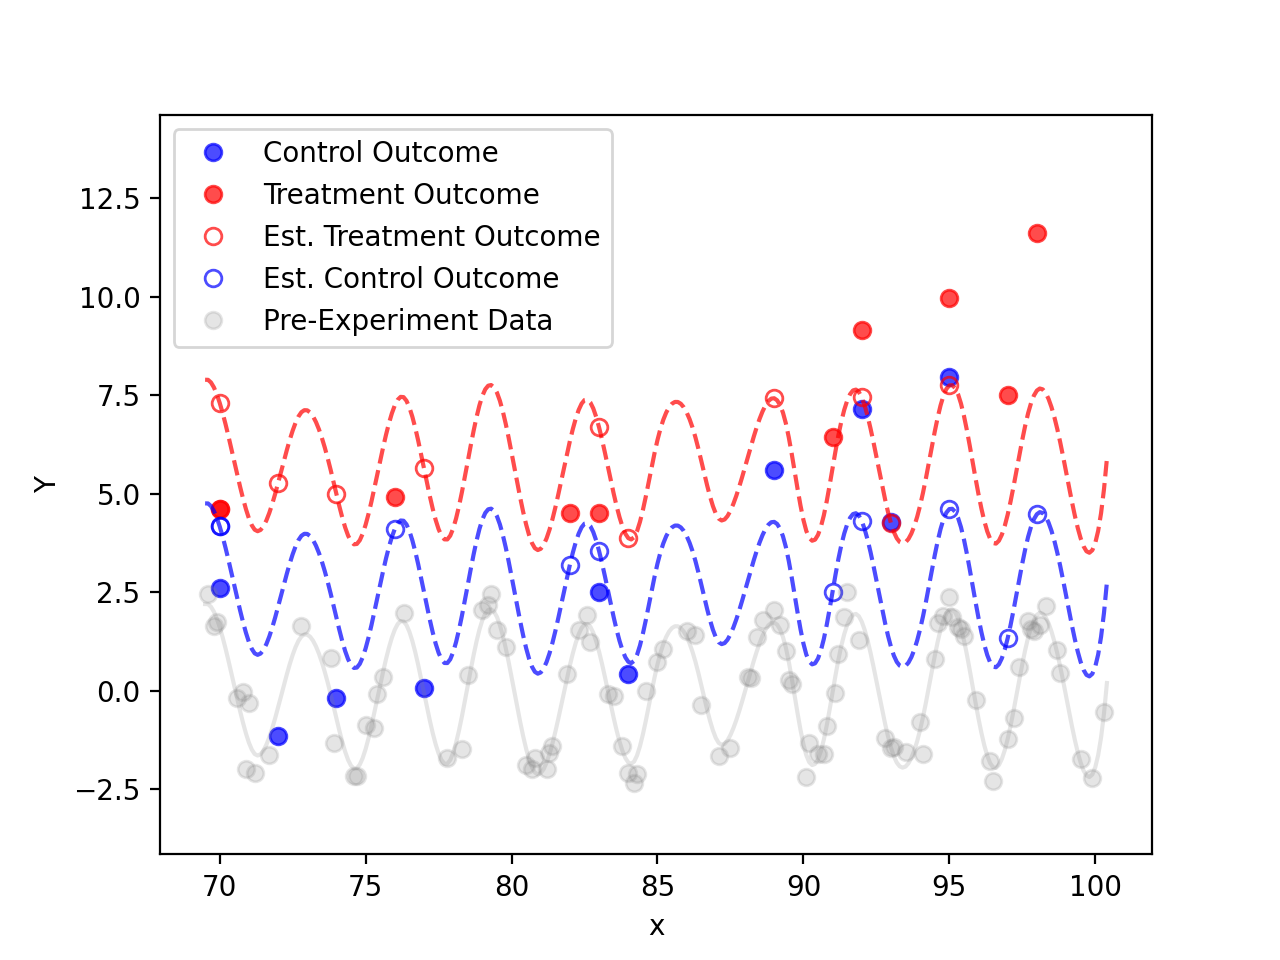 Control Outcome
Treatment Outcome
Est. Treatment Outcome
Est. Control Outcome
Pre-Experiment Data
12.5
10.0
7.5
5.0
2.5
0.0
−2.5
Y
70 75 80 85 90 95 100
x